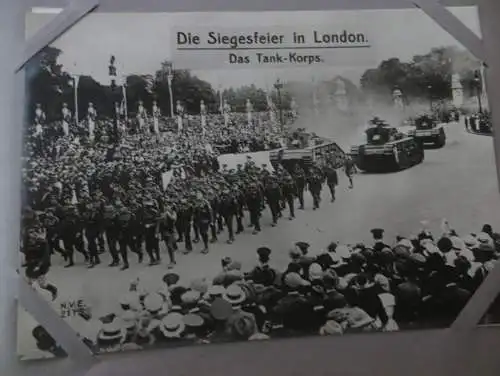 Die Siegesfeier in London.
Das Tank-Korps.
N.V.E.